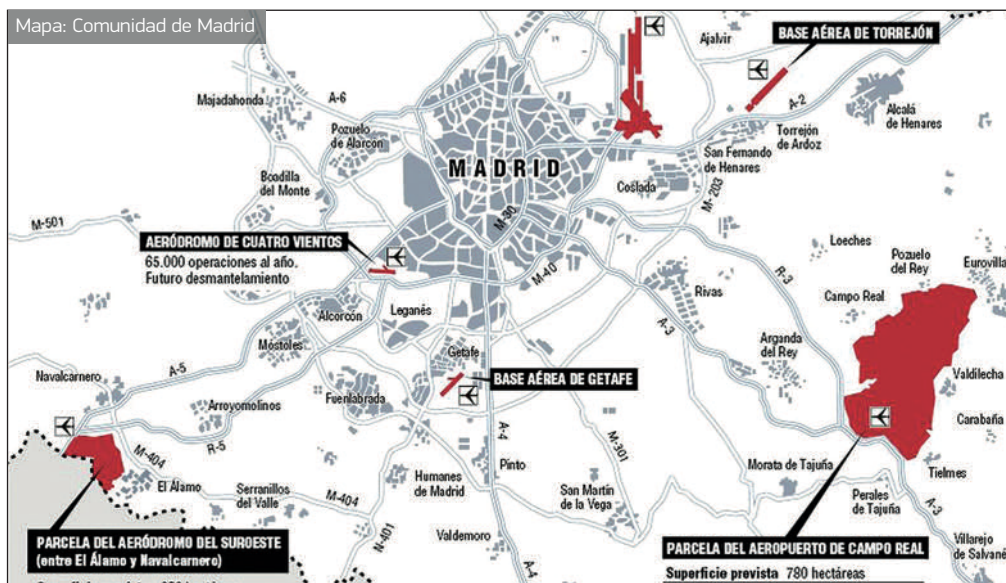 Mapa: Comunidad de Madrid
Ajalvir
BASE AÉREA DE TORREJÓN
Majadahonda
A-6
A-2
Alcalá
de Henares
Pozuelo
de Alarcón
Torrejón
de Ardoz
San Fernando
de Henares
MADRID
Coslada
M-203
Boadilla
del Monte
M-30
M-501
AERÓDROMO DE CUATRO VIENTOS
65.000 operaciones al año.
Futuro desmantelamiento
M-40
R-3
Loeches
Pozuelo
del Rey
Eurovilla
Campo Real
Rivas
Leganés
Alcorcón
A-3
Móstoles
Arganda
del Rey
Getafe
BASE AÉREA DE GETAFE
Valdilecha
A-5
Navalcarnero
Fuenlabrada
Arroyomolinos
Carabaña
R-5
A-4
M-301
M-404
Morata de Tajuña
Tielmes
Pinto
Humanes
de Madrid
El Álamo
Serranillos
del Valle
M-404
San Martín
de la Vega
Perales
de Tajuña
A-3
N-401
Valdemoro
A-4
Villarejo
de Salvané
PARCELA DEL AERÓDROMO DEL SUROESTE
(entre El Álamo y Navalcarnero)
PARCELA DEL AEROPUERTO DE CAMPO REAL
Superficie prevista 780 hectáreas